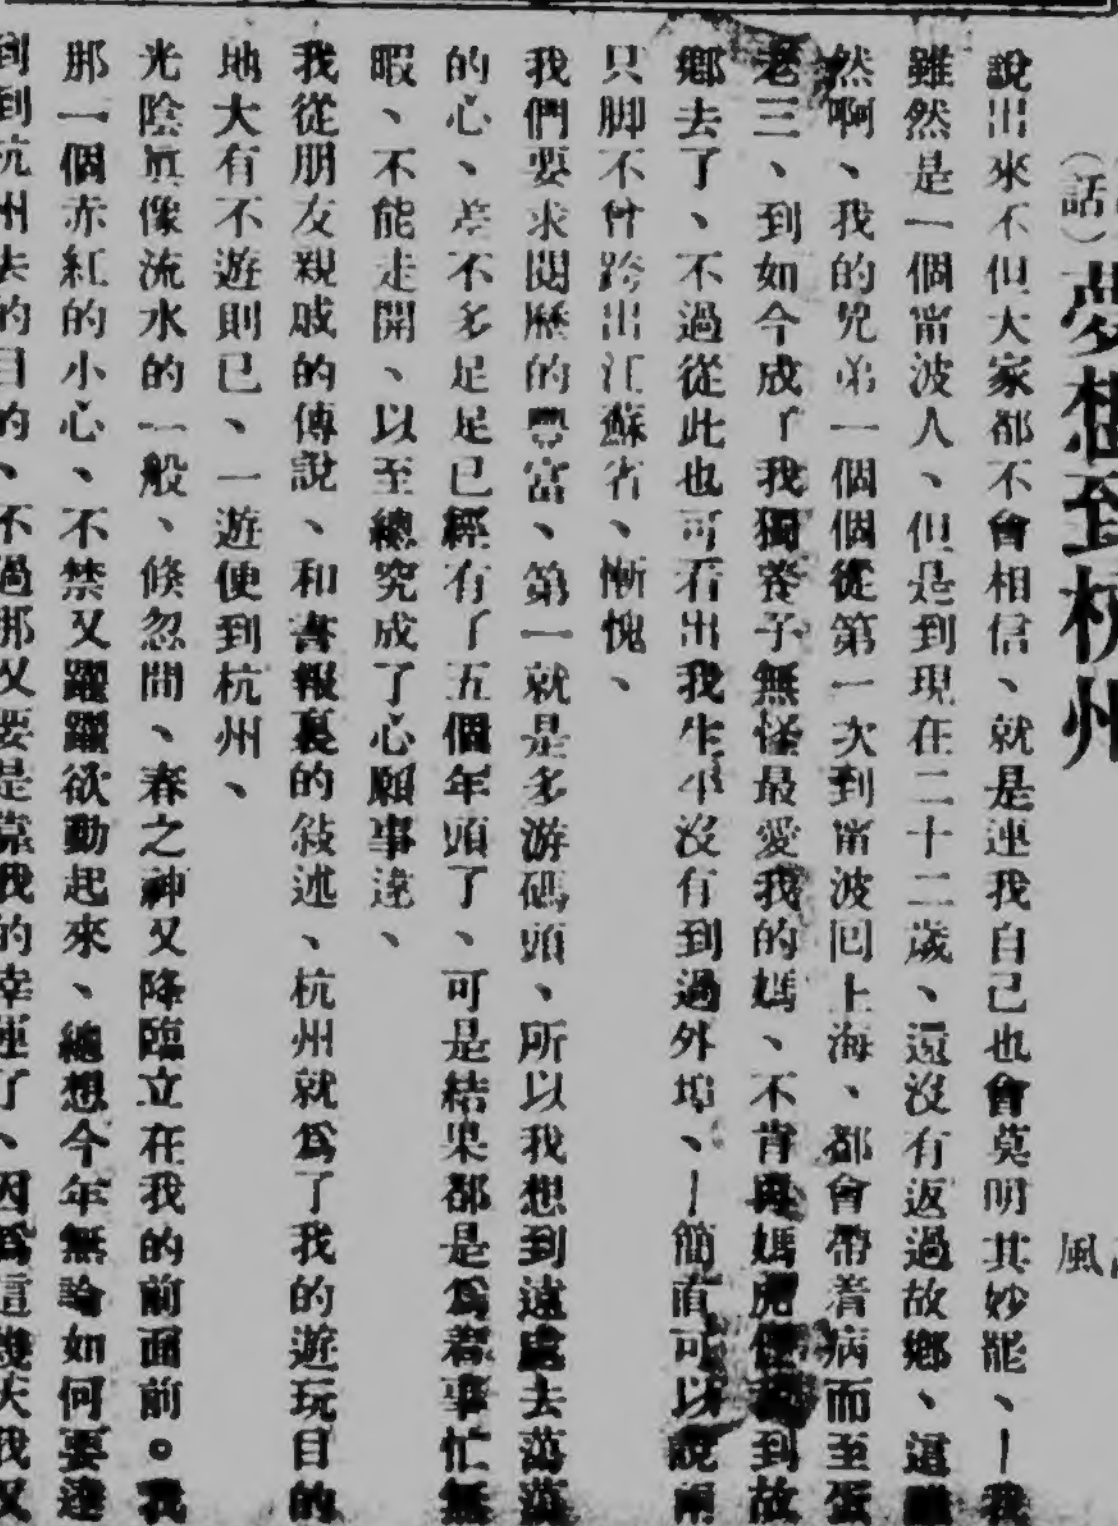 （話）夢想到杭州
風
說出來不但大家都不會相信、就是連我自己也會莫明其妙罷、—我
雖然是一個甯波人、但是到現在二十二歲、還沒有返過故鄉、這雖
然啊、我的兄弟一個個從第一次到甯波回上海、都會帶着病而至
老三、到如今成了我獨養子無怪最愛我的媽、不肯再媽虎到故
鄉去了、不過從此也可看出我生平沒有到過外埠、—簡直可以說兩
只脚不曾跨出江蘇省、慚愧、
我們要求閱歷的豐富、第一就是多游碼頭、所以我想到遠處去蕩蕩
的心、差不多足足已經有了五個年頭了、可是結果都是爲着事忙無
暇、不能走開、以至總究成了心願事違、
我從朋友親戚的傳說、和書報裏的敍述、杭州就爲了我的遊玩目的
地大有不遊則已、一遊便到杭州、
光陰眞像流水的一般、倐忽間、春之神又降臨立在我的前面前。我
那一個赤紅的小心、不禁又躍躍欲動起來、總想今年無論如何要達
到到杭州去的目的、不過那又要是靠我的幸運了、因爲這幾天我又